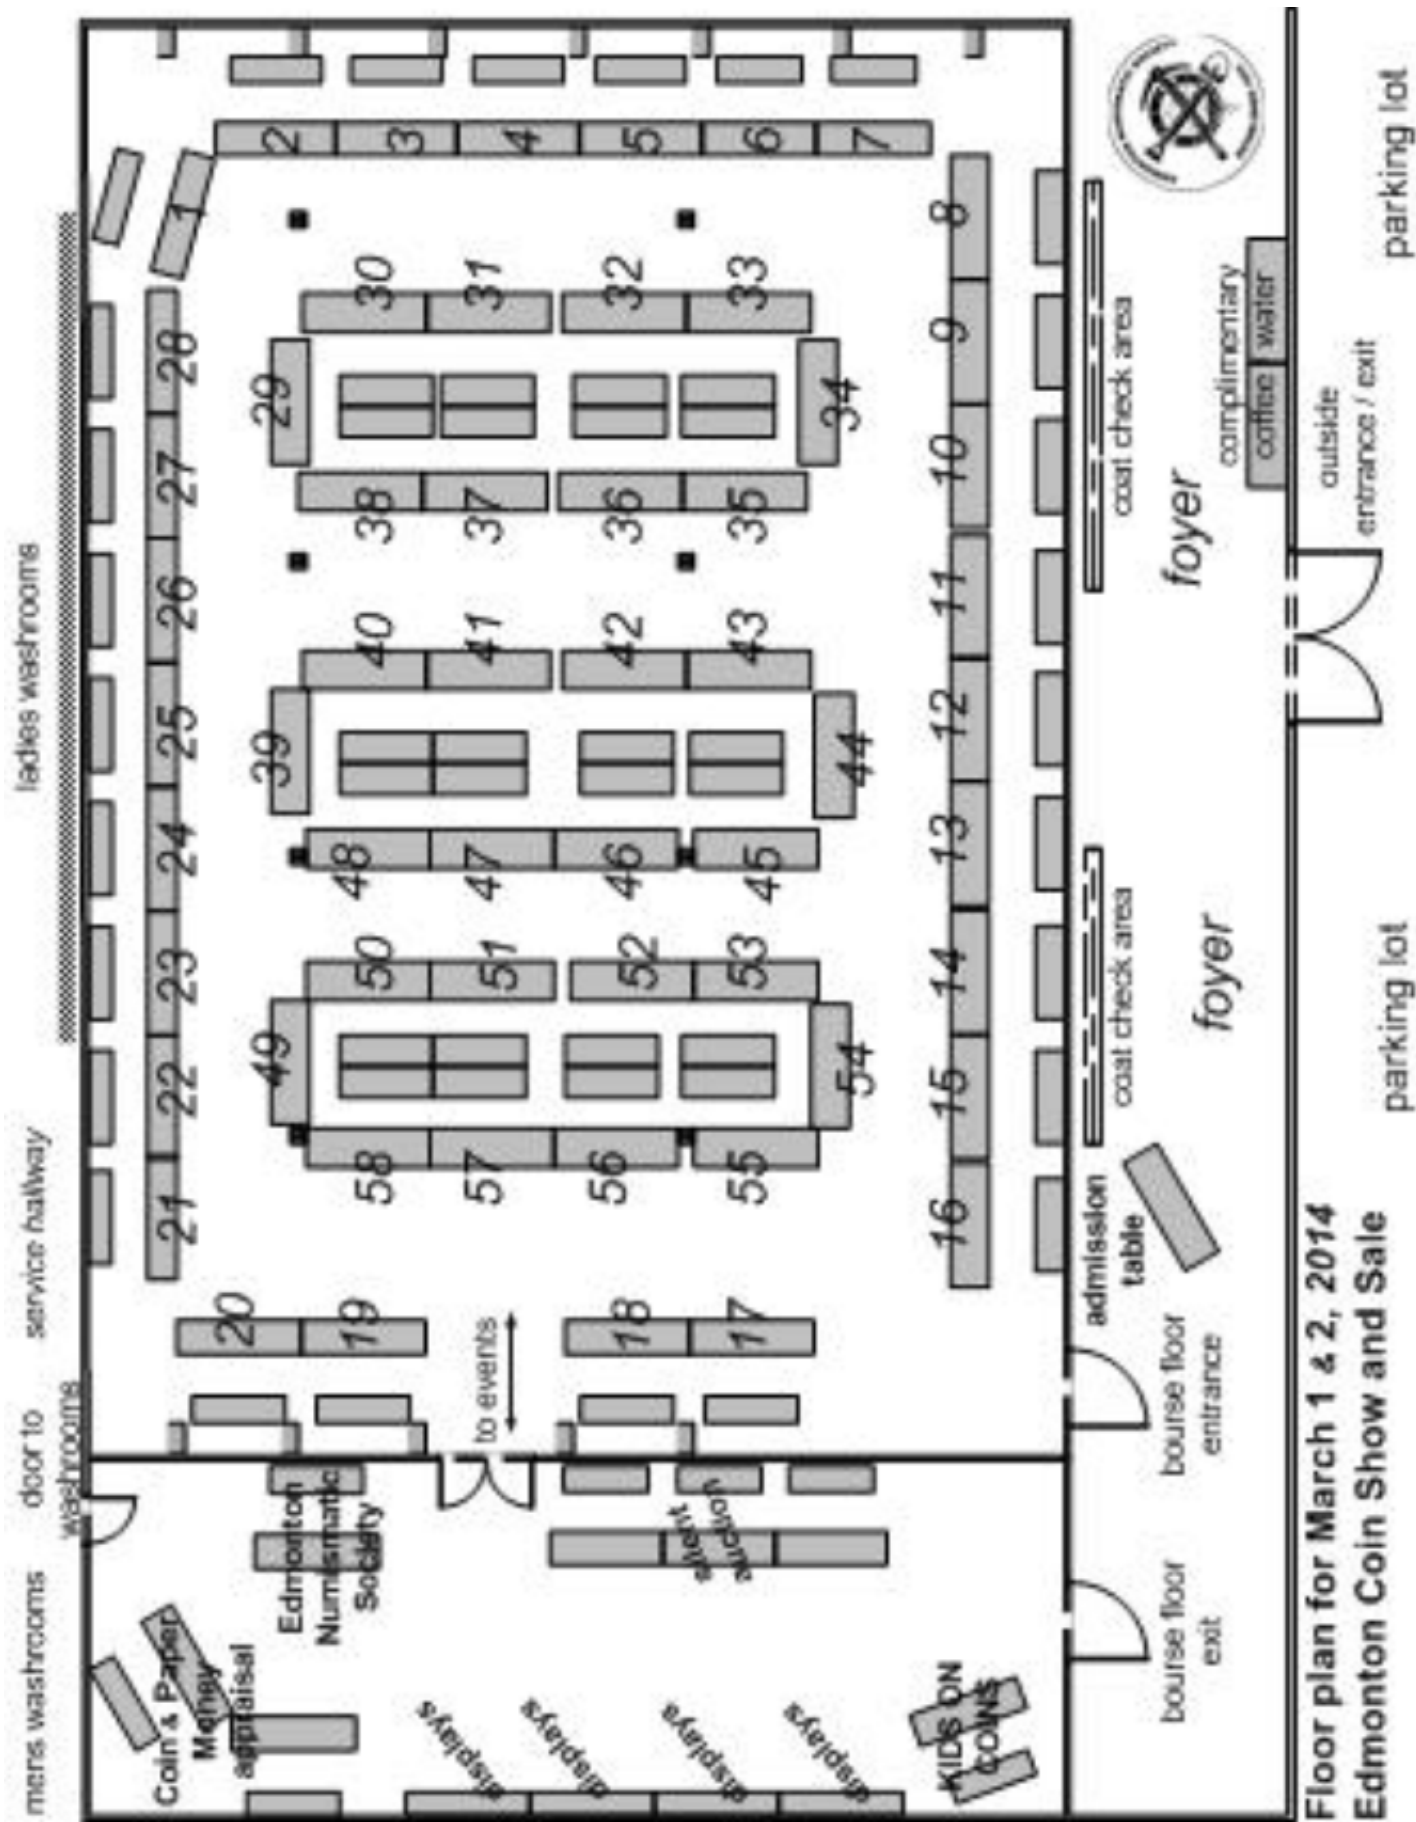 Floor plan for March 1 & 2, 2014
Edmonton Coin Show and Sale
mens washrooms
door to
washrooms
service hallway
ladies washrooms
Coin & Paper
Money
appraisal
Edmonton
Numismatic
Society
displays
displays
displays
displays
KIDS ON
COINS
silent
auction
to events
1
2
3
4
5
6
7
8
9
10
11
12
13
14
15
16
17
18
19
20
21
22
23
24
25
26
27
28
29
30
31
32
33
34
35
36
37
38
39
40
41
42
43
44
45
46
47
48
49
50
51
52
53
54
55
56
57
58
bourse floor
exit
bourse floor
entrance
admission
table
coat check area
coat check area
foyer
foyer
complimentary
coffee water
outside
entrance / exit
parking lot
parking lot